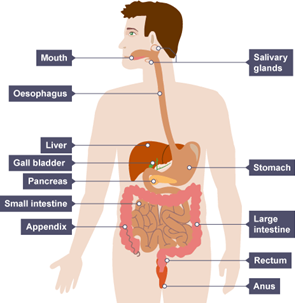 Mouth
Salivary
glands
Oesophagus
Liver
Gall bladder
Pancreas
Stomach
Small intestine
Appendix
Large
intestine
Rectum
Anus